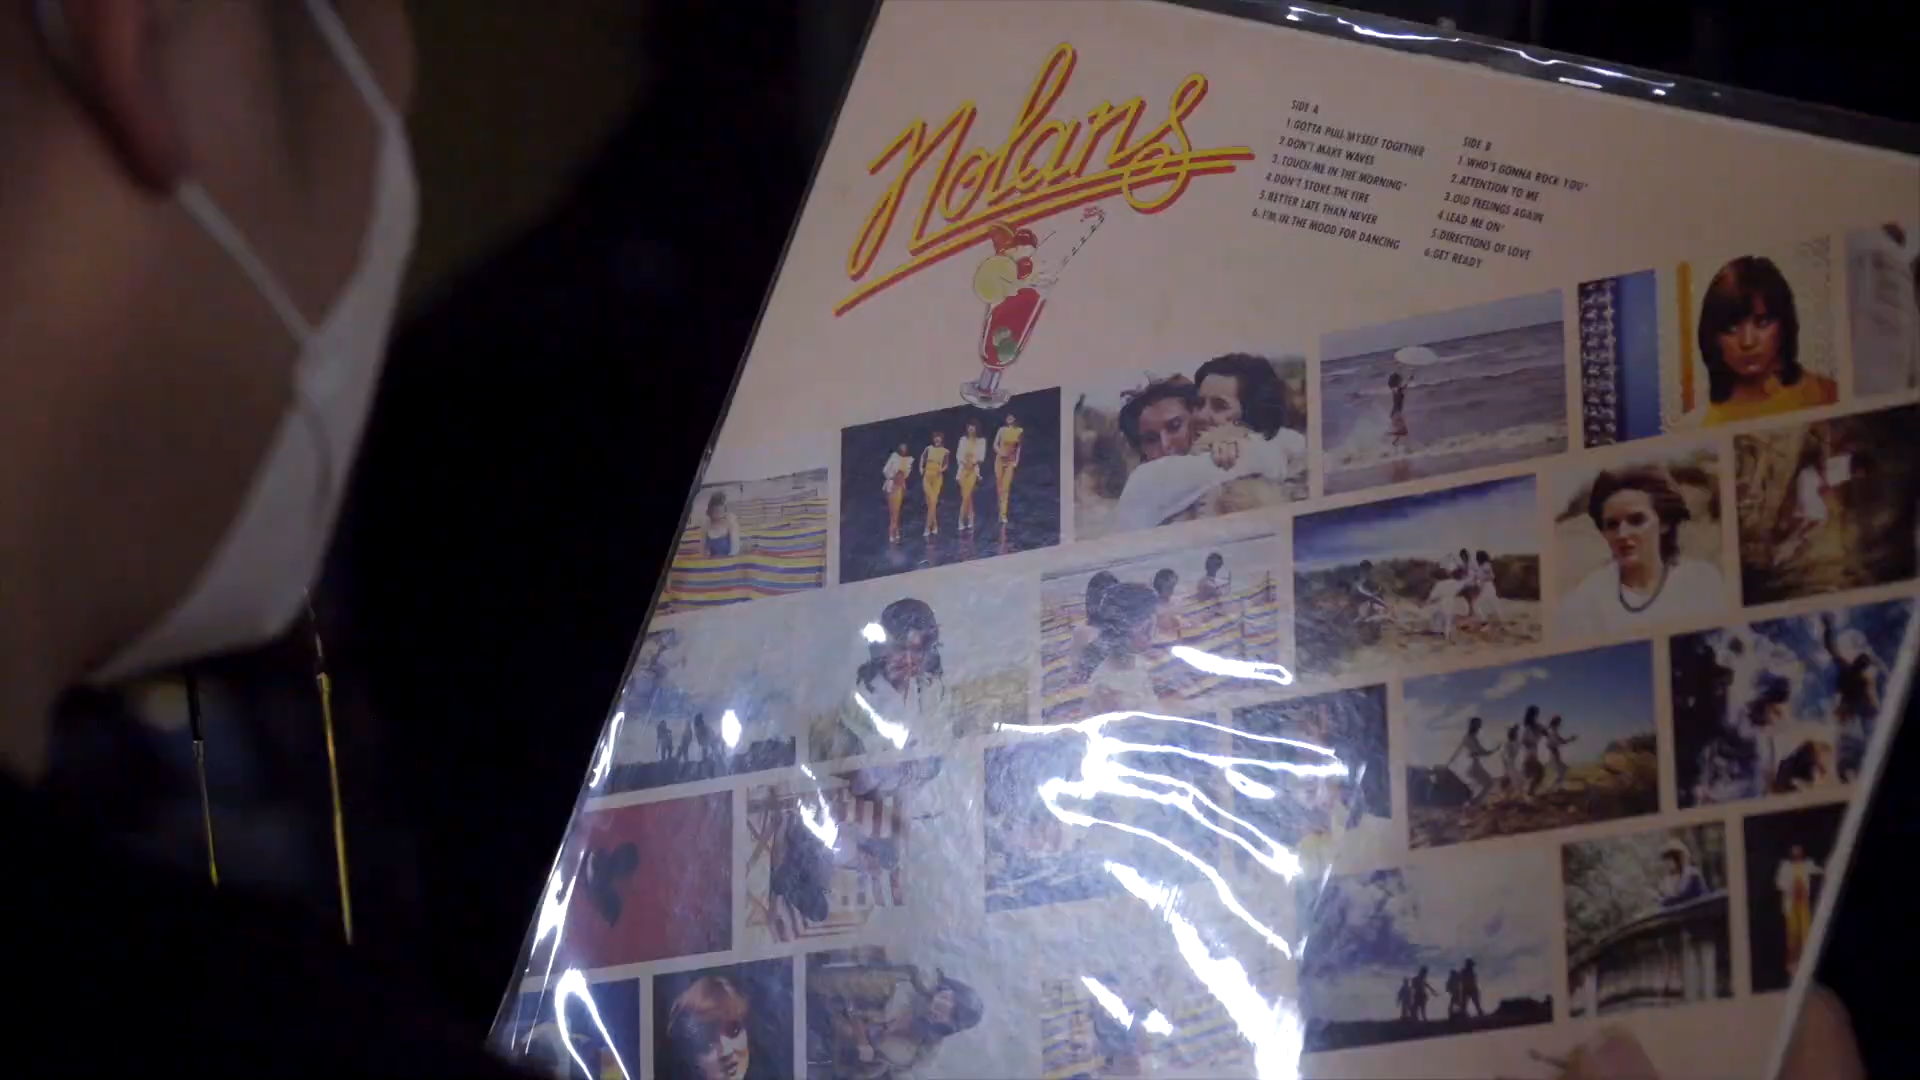 Nolans
SIDE A
1.GOTTA PULL MYSELF TOGETHER
2.DON'T MAKE WAVES
3.TOUCH ME IN THE MORNING*
4.DON'T STOKE THE FIRE
5.BETTER LATE THAN NEVER
6.I'M IN THE MOOD FOR DANCING
SIDE B
1.WHO'S GONNA ROCK YOU*
2.ATTENTION TO ME
3.OLD FEELINGS AGAIN
4.LEAD ME ON*
5.DIRECTIONS OF LOVE
6.GET READY